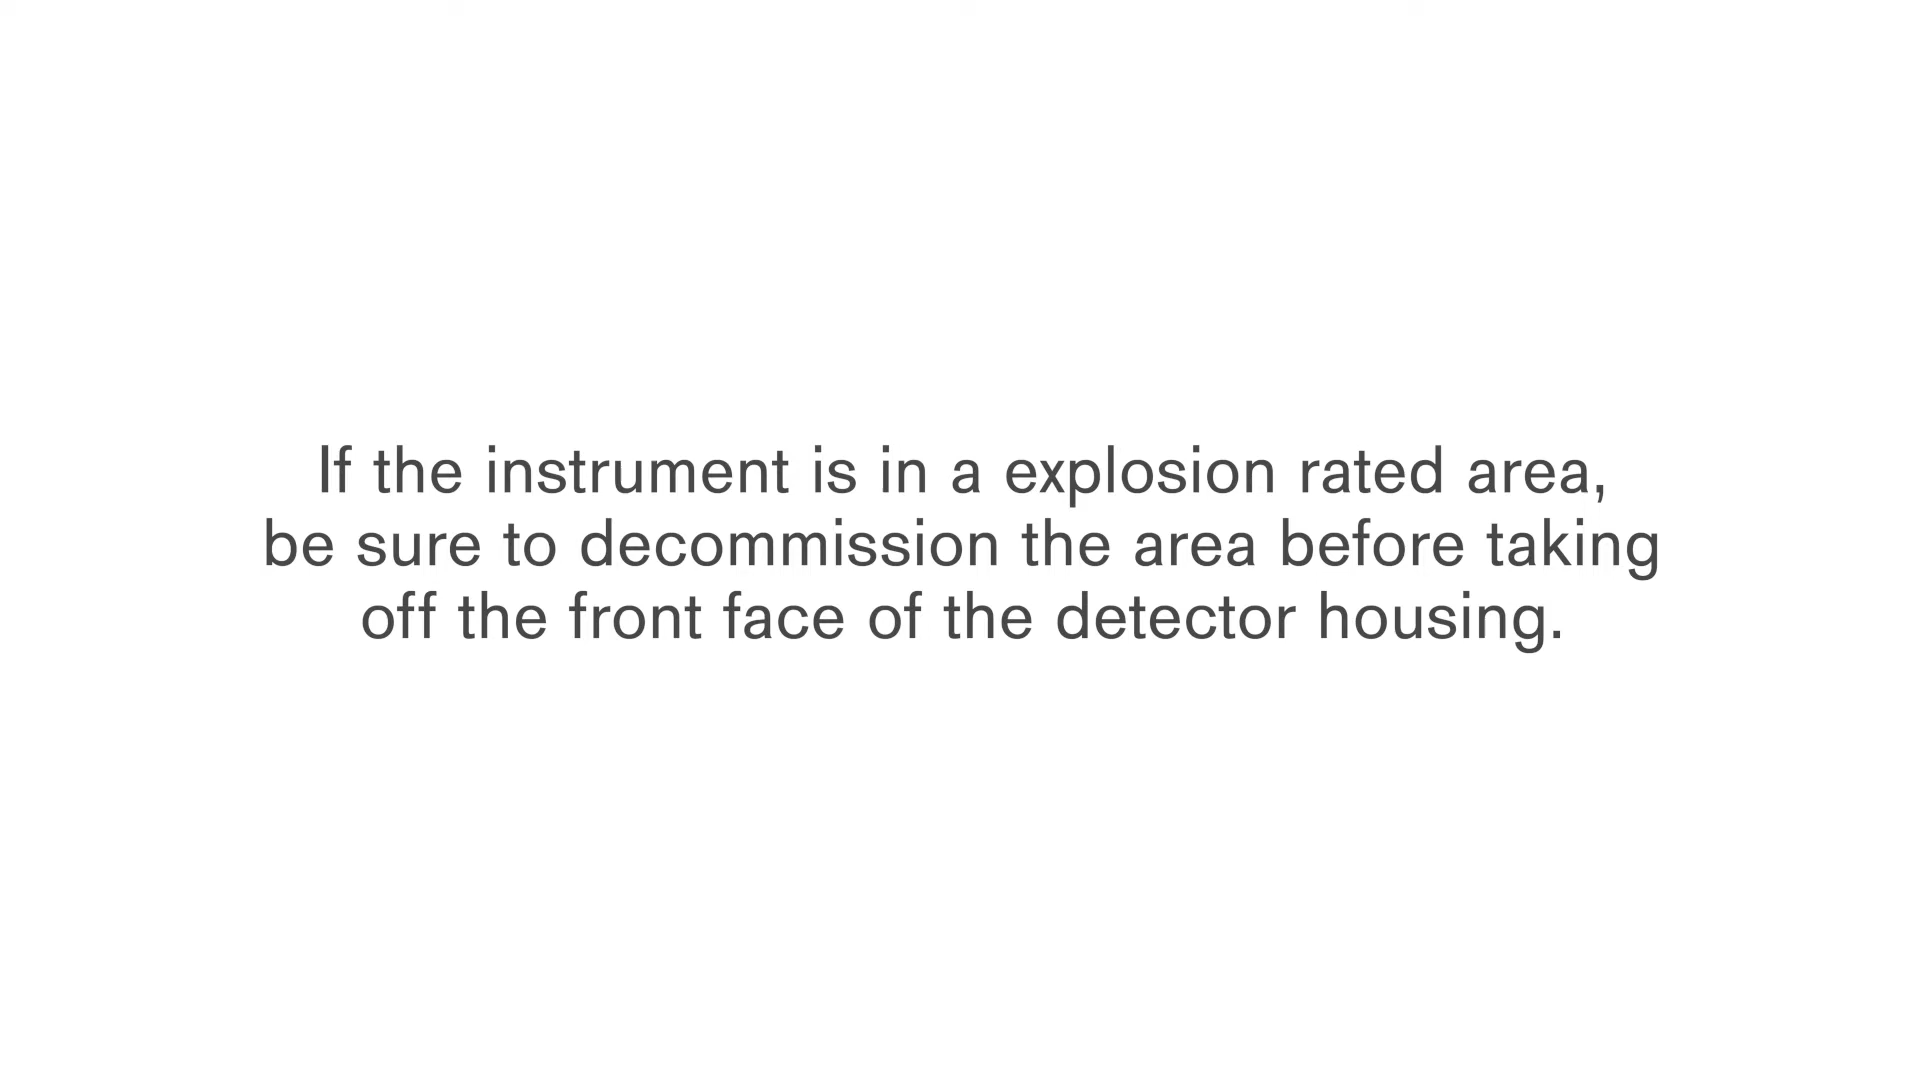 If the instrument is in a explosion rated area,
be sure to decommission the area before taking
off the front face of the detector housing.